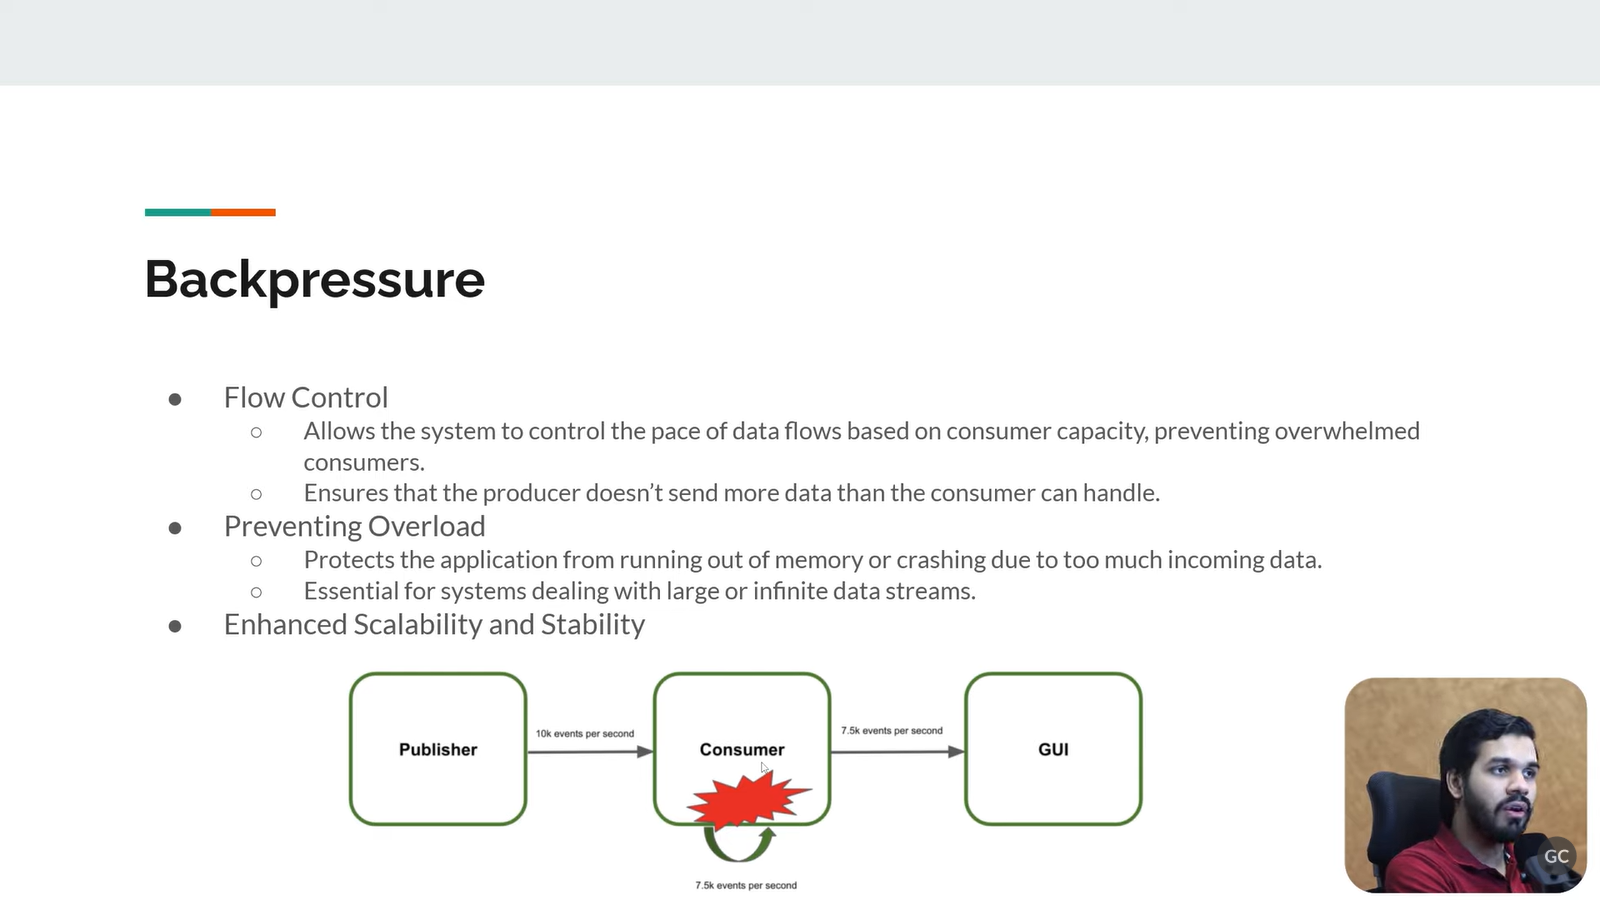 Backpressure
● Flow Control
○ Allows the system to control the pace of data flows based on consumer capacity, preventing overwhelmed
consumers.
○ Ensures that the producer doesn’t send more data than the consumer can handle.
● Preventing Overload
○ Protects the application from running out of memory or crashing due to too much incoming data.
○ Essential for systems dealing with large or infinite data streams.
● Enhanced Scalability and Stability
Publisher
10k events per second
Consumer
7.5k events per second
GUI
7.5k events per second
GC